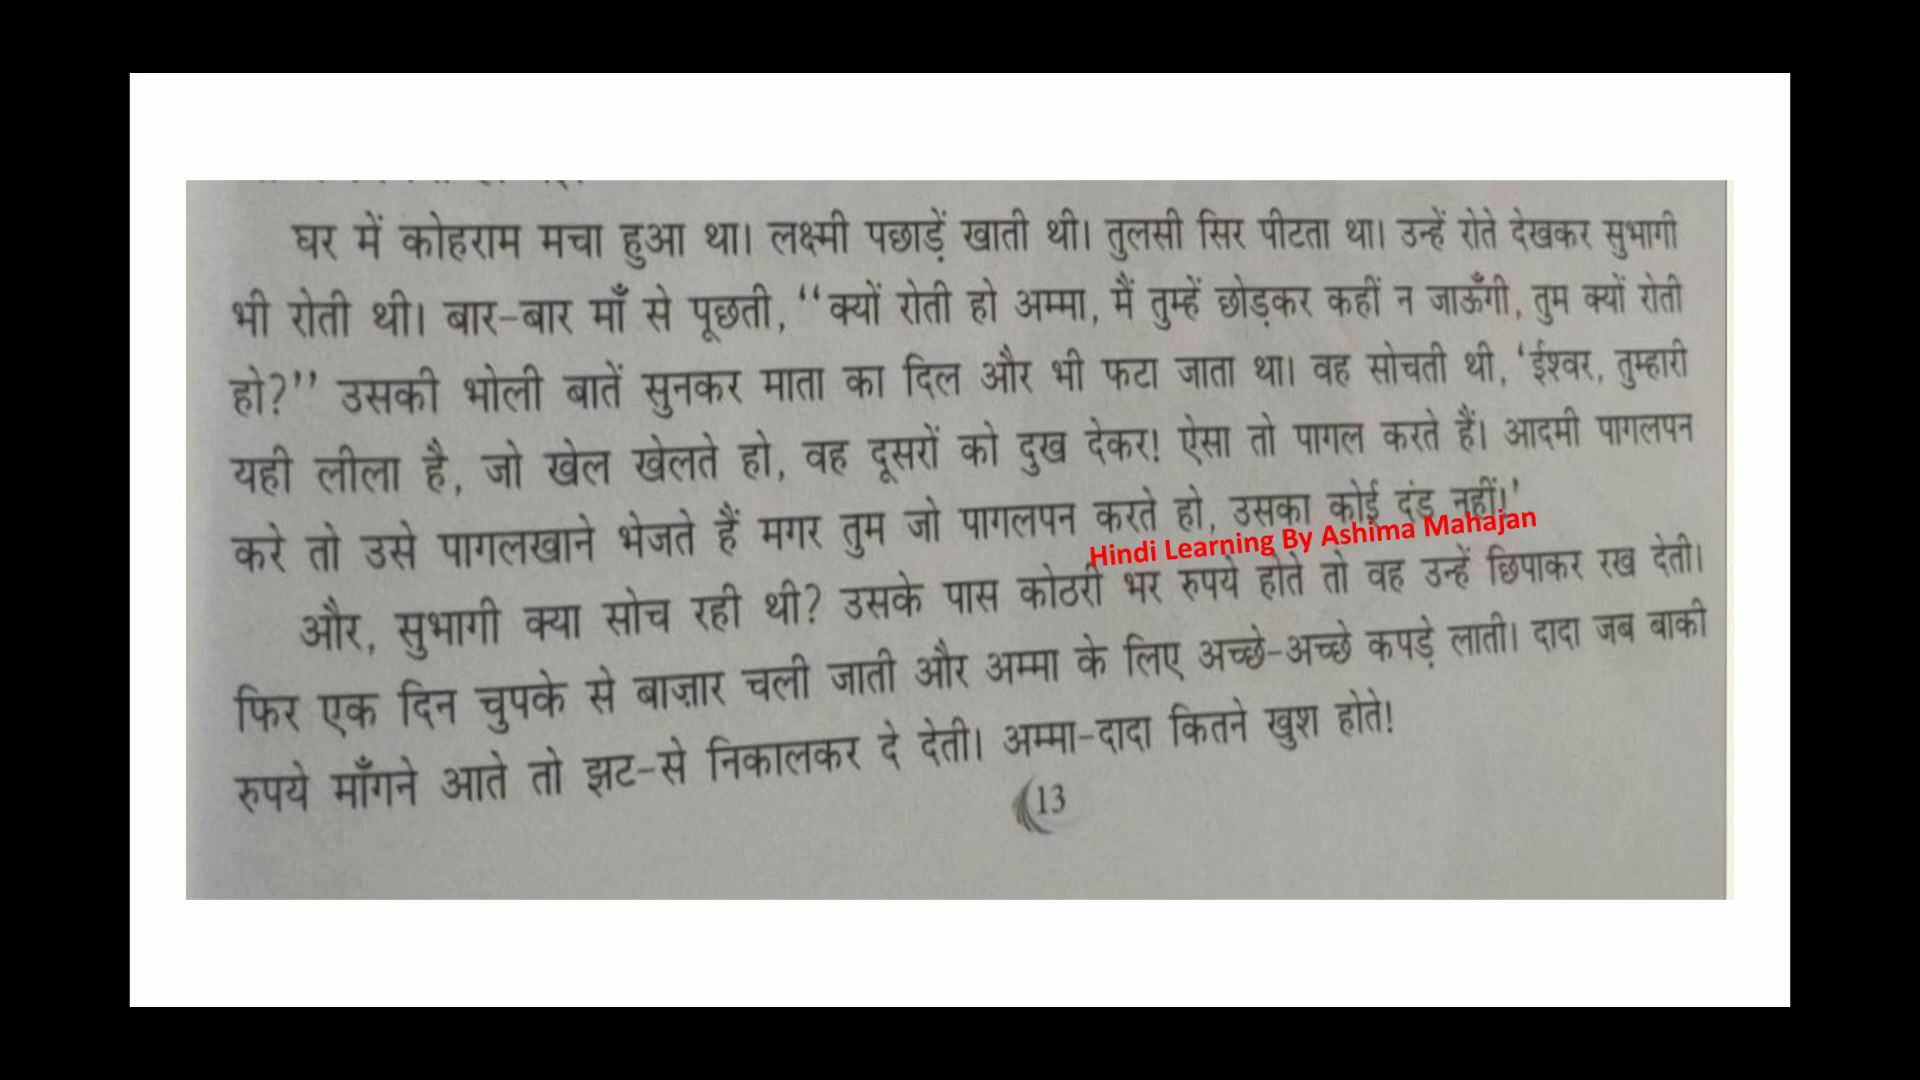 घर में कोहराम मचा हुआ था। लक्ष्मी पछाड़ें खाती थी। तुलसी सिर पीटता था। उन्हें रोते देखकर सुभागी
भी रोती थी। बार-बार माँ से पूछती, “क्यों रोती हो अम्मा, मैं तुम्हें छोड़कर कहीं न जाऊँगी, तुम क्यों रोती
हो?” उसकी भोली बातें सुनकर माता का दिल और भी फटा जाता था। वह सोचती थी, ‘ईश्वर, तुम्हारी
यही लीला है, जो खेल खेलते हो, वह दूसरों को दुख देकर! ऐसा तो पागल करते हैं। आदमी पागलपन
करे तो उसे पागलखाने भेजते हैं मगर तुम जो पागलपन करते हो, उसका कोई दंड नहीं।’
Hindi Learning By Ashima Mahajan
और, सुभागी क्या सोच रही थी? उसके पास कोठरी भर रुपये होते तो वह उन्हें छिपाकर रख देती।
फिर एक दिन चुपके से बाज़ार चली जाती और अम्मा के लिए अच्छे-अच्छे कपड़े लाती। दादा जब बाकी
रुपये माँगने आते तो झट-से निकालकर दे देती। अम्मा-दादा कितने खुश होते!
13